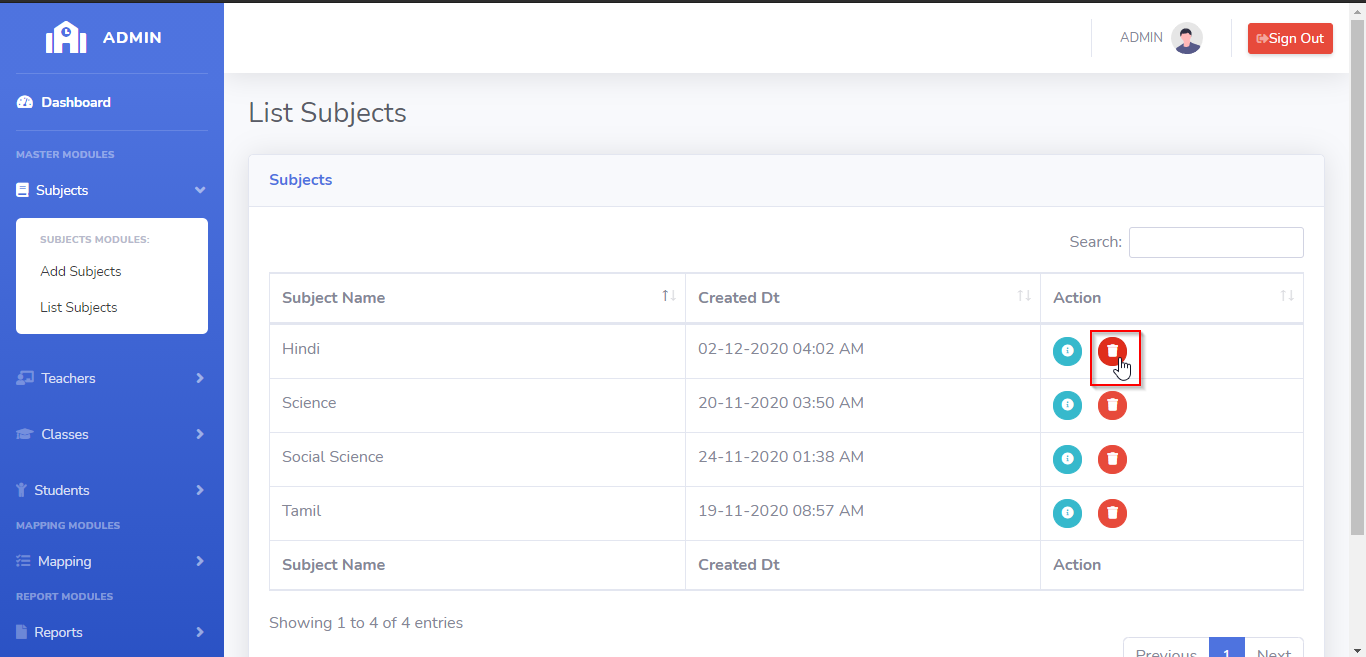 ADMIN
ADMIN
Sign Out
Dashboard
List Subjects
MASTER MODULES
Subjects
Subjects
SUBJECTS MODULES:
Search:
Add Subjects
List Subjects
Subject Name Created Dt Action
Hindi 02-12-2020 04:02 AM
Teachers
Science 20-11-2020 03:50 AM
Classes
Social Science 24-11-2020 01:38 AM
Students
Tamil 19-11-2020 08:57 AM
MAPPING MODULES
Mapping
Subject Name Created Dt Action
REPORT MODULES
Showing 1 to 4 of 4 entries
Reports
Previous 1 Next